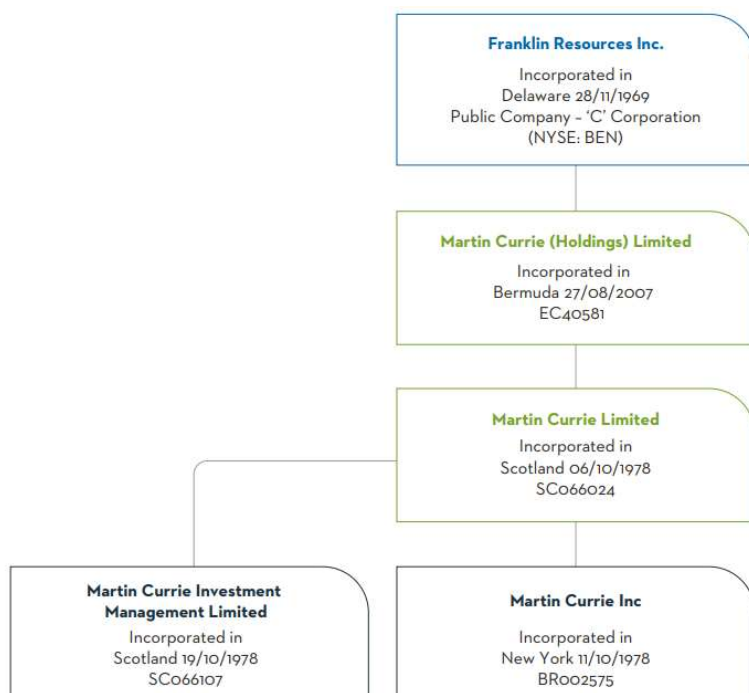 Franklin Resources Inc.
Incorporated in
Delaware 28/11/1969
Public Company – ‘C’ Corporation
(NYSE: BEN)
Martin Currie (Holdings) Limited
Incorporated in
Bermuda 27/08/2007
EC40581
Martin Currie Limited
Incorporated in
Scotland 06/10/1978
SC066024
Martin Currie Investment
Management Limited
Incorporated in
Scotland 19/10/1978
SC066107
Martin Currie Inc
Incorporated in
New York 11/10/1978
BR002575